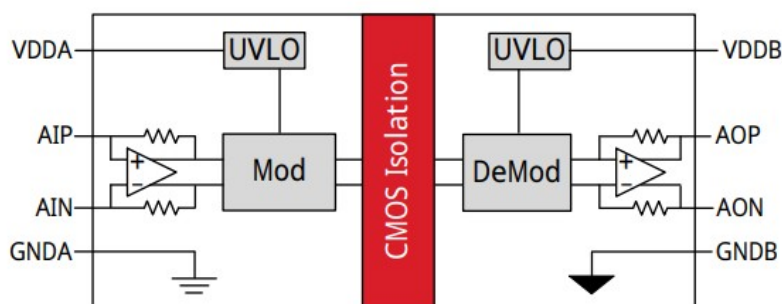 VDDA
UVLO
UVLO
VDDB
AIP
AOP
+
+
Mod
CMOS Isolation
DeMod
−
−
AIN
AON
GNDA
GNDB